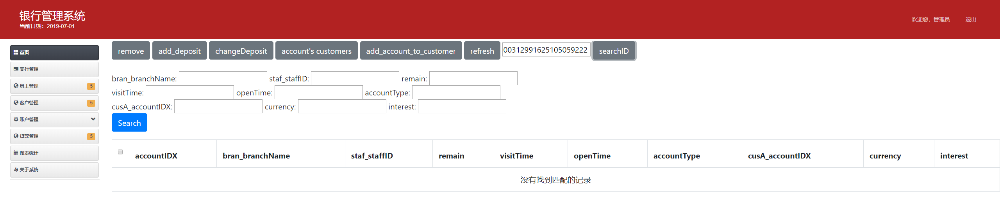 银行管理系统
当前日期：2019-07-01
欢迎您，管理员 退出
首页
支行管理
员工管理 5
客户管理 5
账户管理
贷款管理 5
图表统计
关于系统
remove add_deposit changeDeposit account's customers add_account_to_customer refresh 00312991625105059222 searchID
bran_branchName: staf_staffID: remain:
visitTime: openTime: accountType:
cusA_accountIDX: currency: interest:
Search
accountIDX bran_branchName staf_staffID remain visitTime openTime accountType cusA_accountIDX currency interest
没有找到匹配的记录